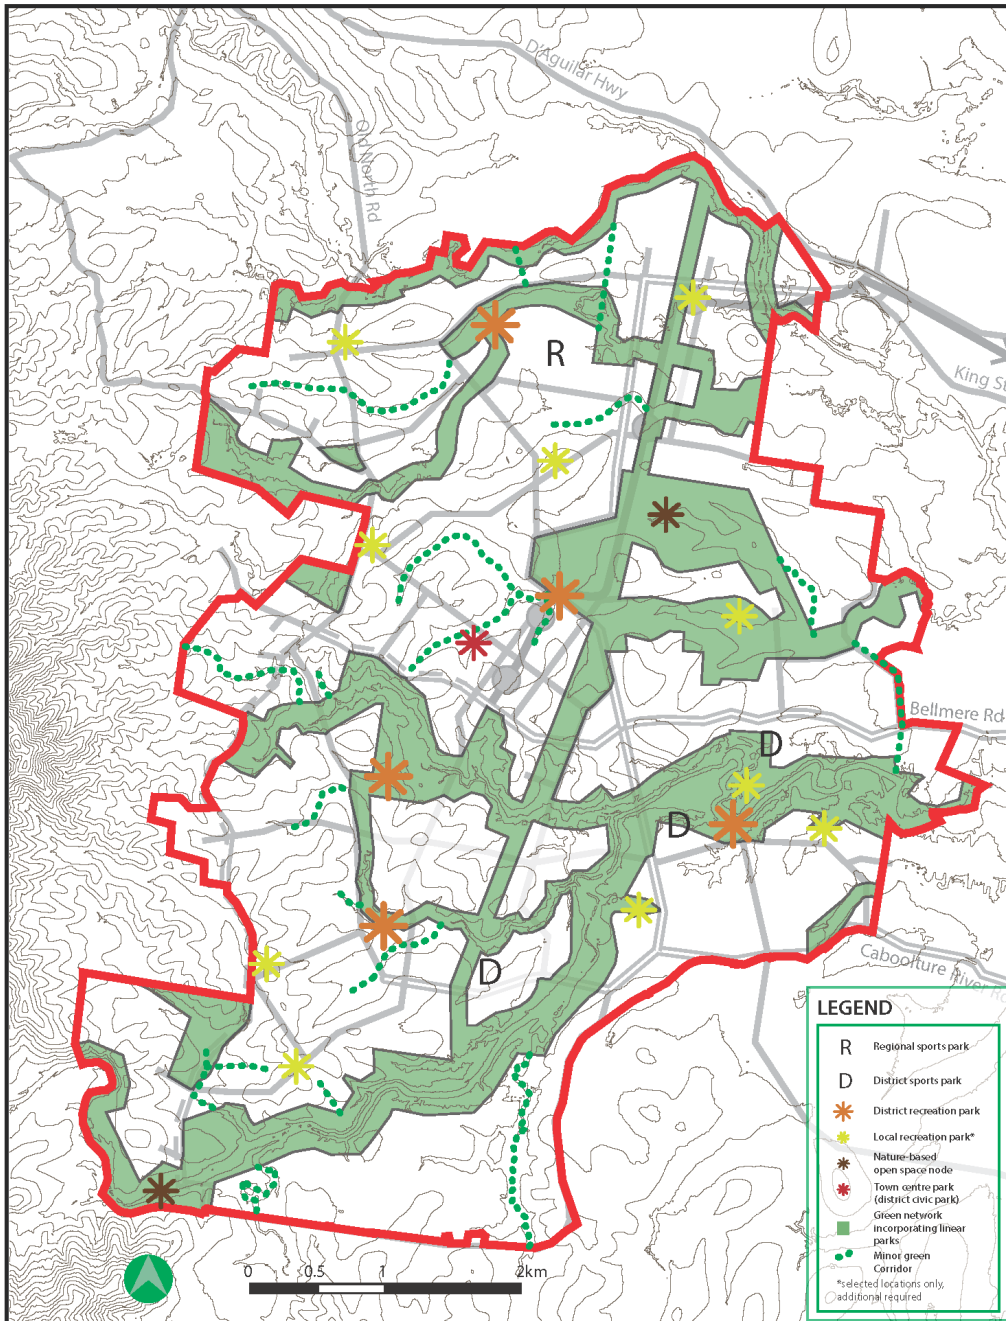 D'Aguilar Hwy
Old North Rd
R
King S
Bellmere Rd
D
D
D
Caboolture River R
LEGEND
R Regional sports park
D District sports park
District recreation park
Local recreation park*
Nature-based
open space node
Town centre park
(district civic park)
Green network
incorporating linear
parks
Minor green
Corridor
*selected locations only,
additional required
0 0.5 1 2km